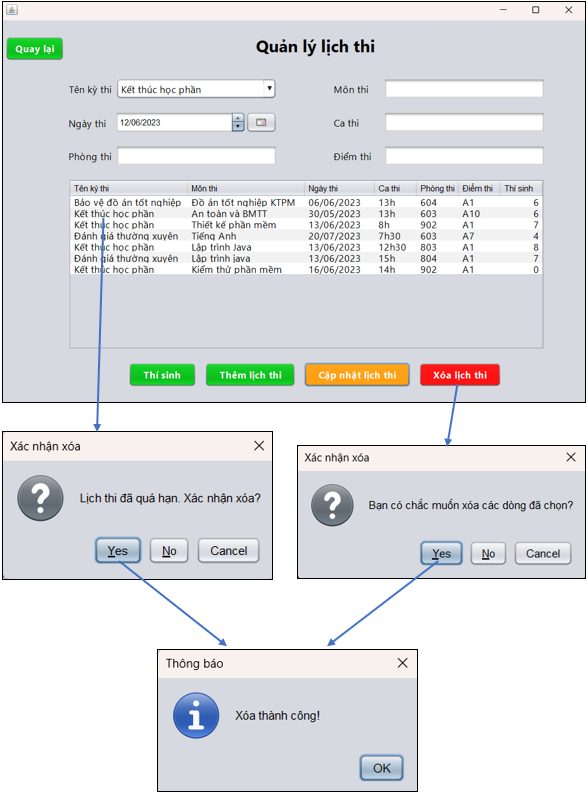 Quản lý lịch thi
Quay lại
Tên kỳ thi Kết thúc học phần Môn thi
Ngày thi 12/06/2023 Ca thi
Phòng thi Điểm thi
Tên kỳ thi Môn thi Ngày thi Ca thi Phòng thi Điểm thi Thí sinh
Bảo vệ đồ án tốt nghiệp Đồ án tốt nghiệp KTPM 06/06/2023 13h 604 A1 6
Kết thúc học phần An toàn và BMTT 30/05/2023 13h 603 A10 6
Kết thúc học phần Thiết kế phần mềm 13/06/2023 8h 902 A1 7
Đánh giá thường xuyên Tiếng Anh 20/07/2023 7h30 603 A7 4
Kết thúc học phần Lập trình Java 13/06/2023 12h30 803 A1 8
Đánh giá thường xuyên Lập trình java 13/06/2023 15h 804 A1 7
Kết thúc học phần Kiểm thử phần mềm 16/06/2023 14h 902 A1 0
Thí sinh Thêm lịch thi Cập nhật lịch thi Xóa lịch thi
Xác nhận xóa
Lịch thi đã quá hạn. Xác nhận xóa?
Yes No Cancel
Xác nhận xóa
Bạn có chắc muốn xóa các dòng đã chọn?
Yes No Cancel
Thông báo
Xóa thành công!
OK